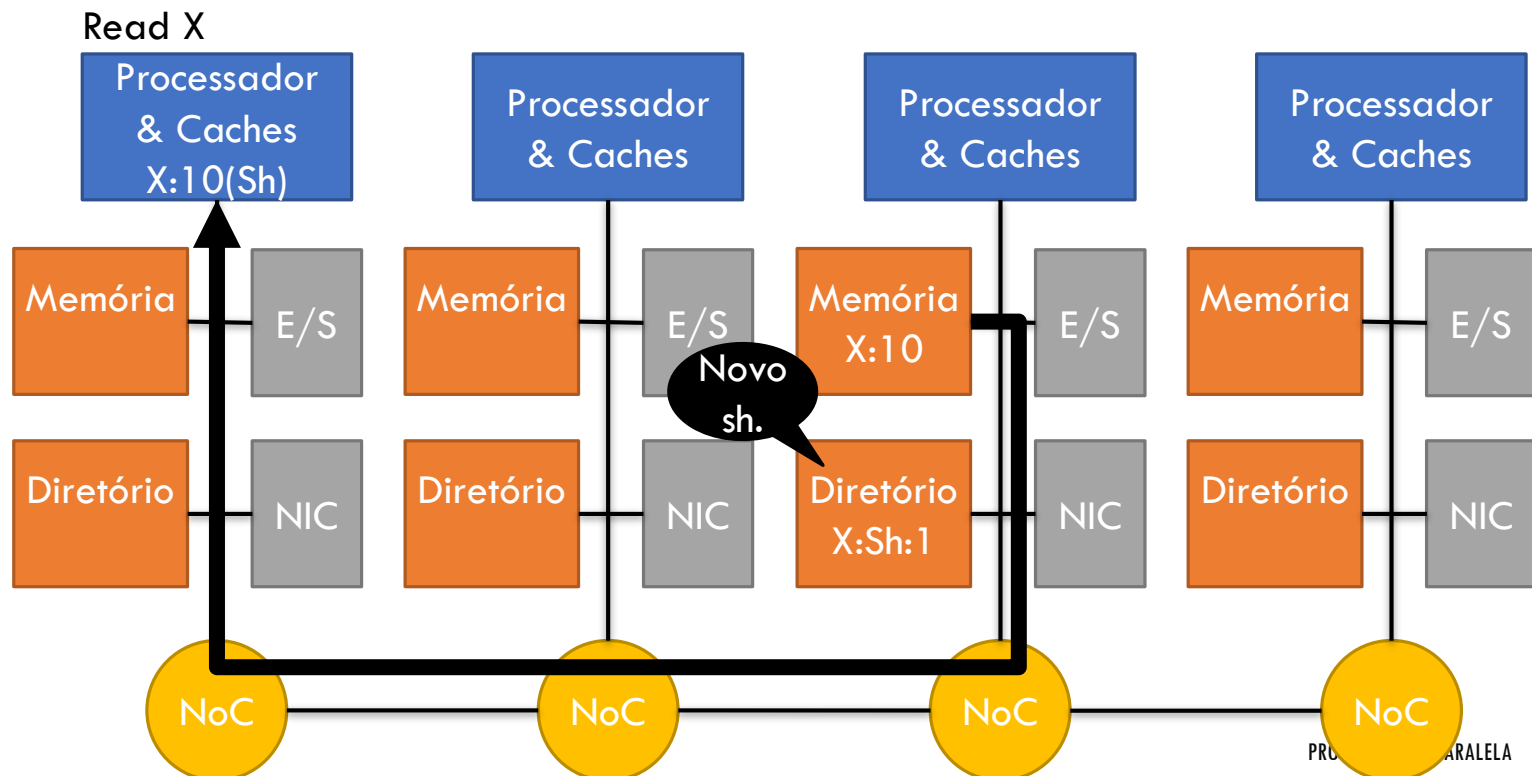 Read X
Processador
& Caches
X:10(Sh)
Processador
& Caches
Processador
& Caches
Processador
& Caches
Memória
E/S
Memória
E/S
Memória
X:10
E/S
Memória
E/S
Novo
sh.
Diretório
NIC
Diretório
NIC
Diretório
X:Sh:1
NIC
Diretório
NIC
NoC
NoC
NoC
NoC